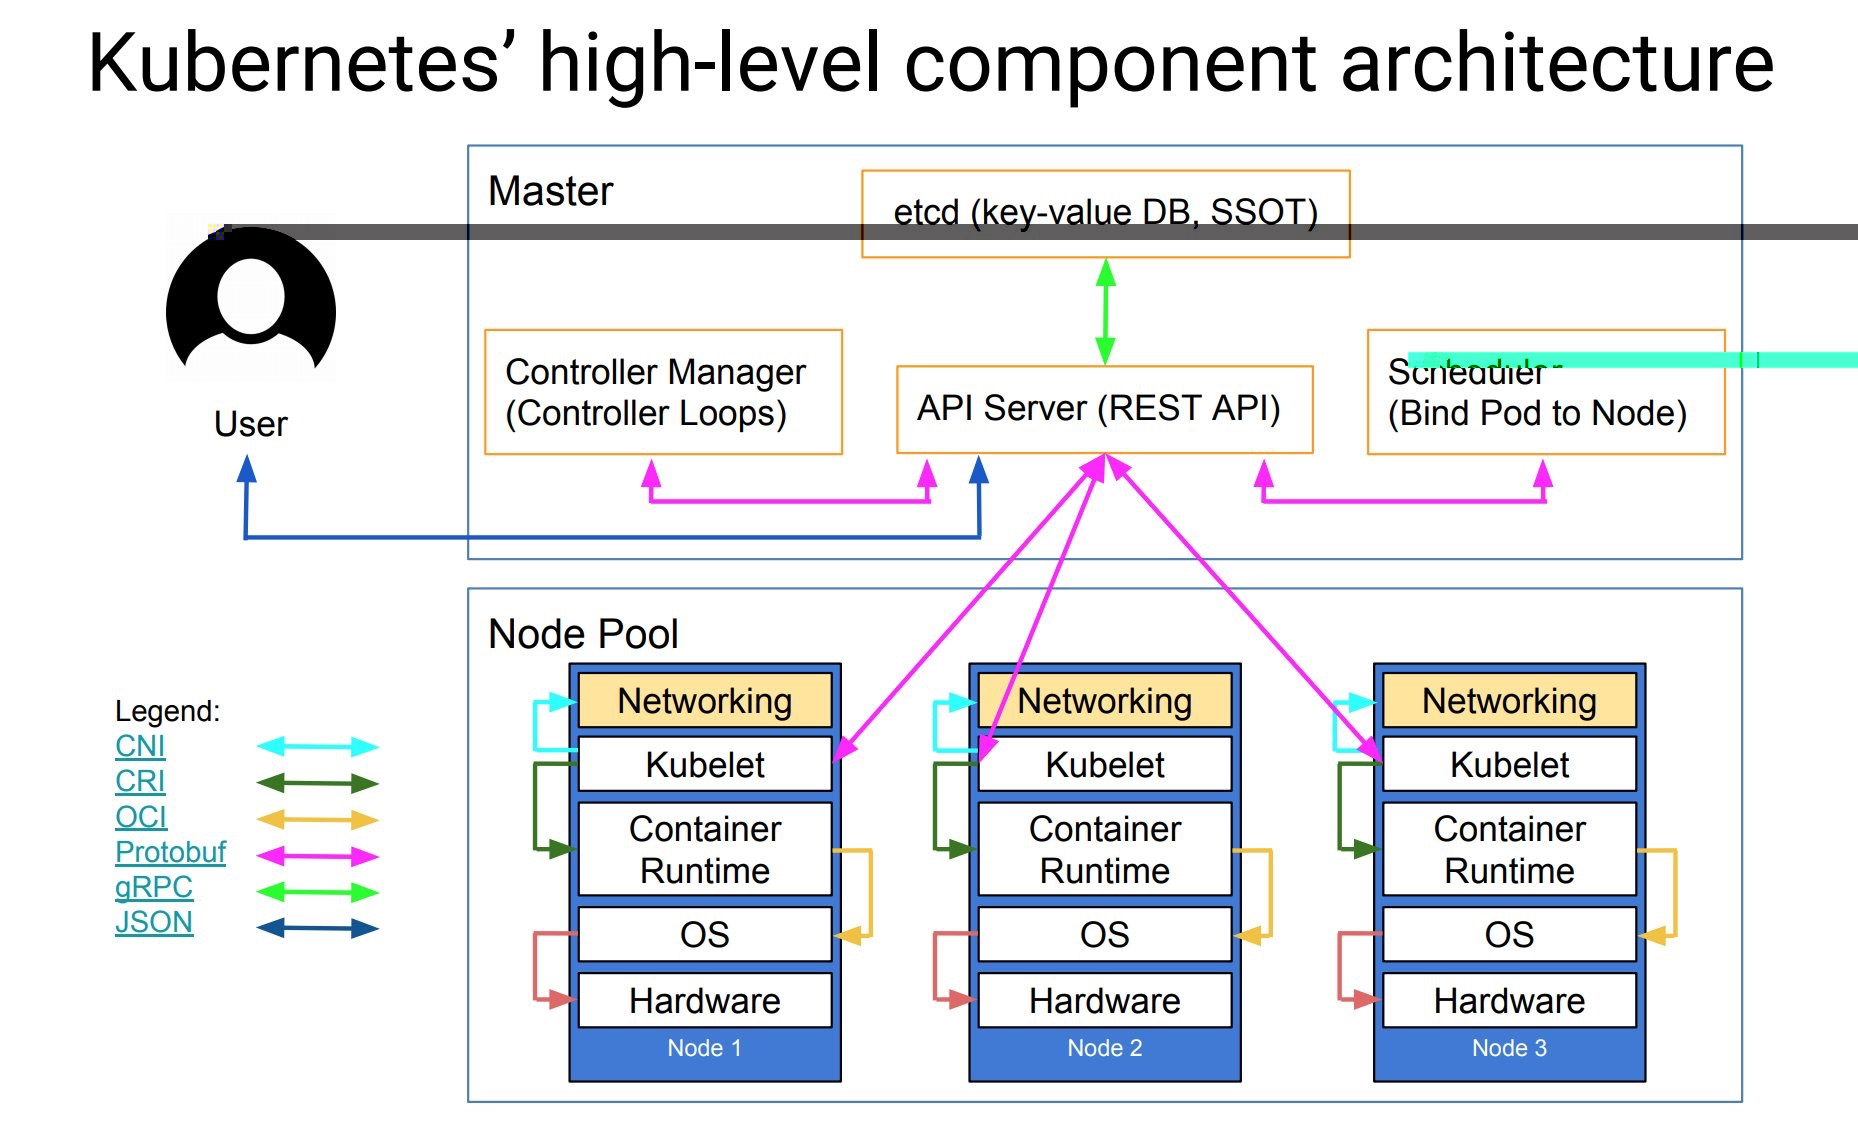 Kubernetes’ high-level component architecture
Master
etcd (key-value DB, SSOT)
Controller Manager
(Controller Loops)
API Server (REST API)
Scheduler
(Bind Pod to Node)
User
Node Pool
Networking
Kubelet
Container
Runtime
OS
Hardware
Node 1
Networking
Kubelet
Container
Runtime
OS
Hardware
Node 2
Networking
Kubelet
Container
Runtime
OS
Hardware
Node 3
Legend:
CNI
CRI
OCI
Protobuf
gRPC
JSON